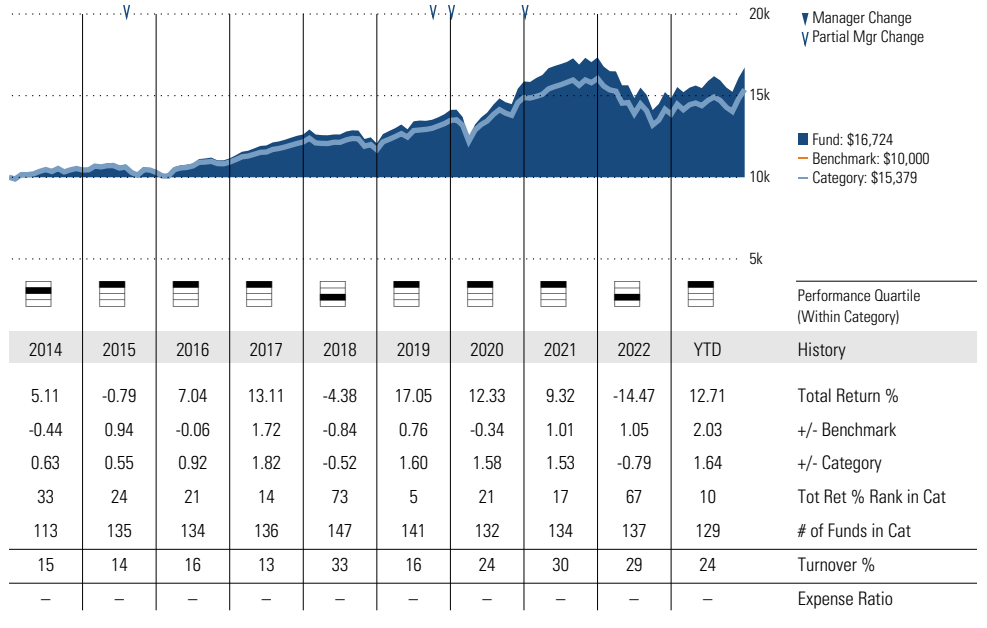 20k
15k
10k
5k
Manager Change
Partial Mgr Change
Fund: $16,724
Benchmark: $10,000
Category: $15,379
Performance Quartile
(Within Category)
2014 2015 2016 2017 2018 2019 2020 2021 2022 YTD History
5.11 -0.79 7.04 13.11 -4.38 17.05 12.33 9.32 -14.47 12.71 Total Return %
-0.44 0.94 -0.06 1.72 -0.84 0.76 -0.34 1.01 1.05 2.03 +/- Benchmark
0.63 0.55 0.92 1.82 -0.52 1.60 1.58 1.53 -0.79 1.64 +/- Category
33 24 21 14 73 5 21 17 67 10 Tot Ret % Rank in Cat
113 135 134 136 147 141 132 134 137 129 # of Funds in Cat
15 14 16 13 33 16 24 30 29 24 Turnover %
– – – – – – – – – – Expense Ratio